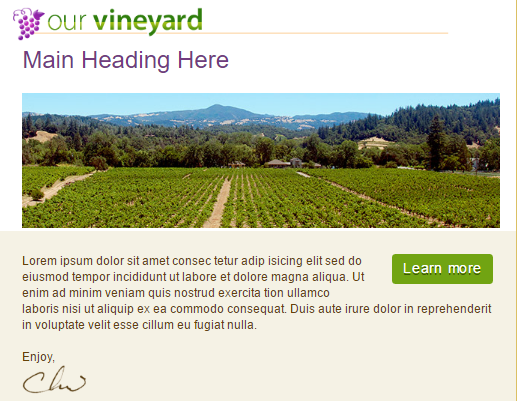 our vineyard
Main Heading Here
Lorem ipsum dolor sit amet consec tetur adip isicing elit sed do
eiusmod tempor incididunt ut labore et dolore magna aliqua. Ut
enim ad minim veniam quis nostrud exercita tion ullamco
laboris nisi ut aliquip ex ea commodo consequat. Duis aute irure dolor in reprehenderit
in voluptate velit esse cillum eu fugiat nulla.
Learn more
Enjoy,